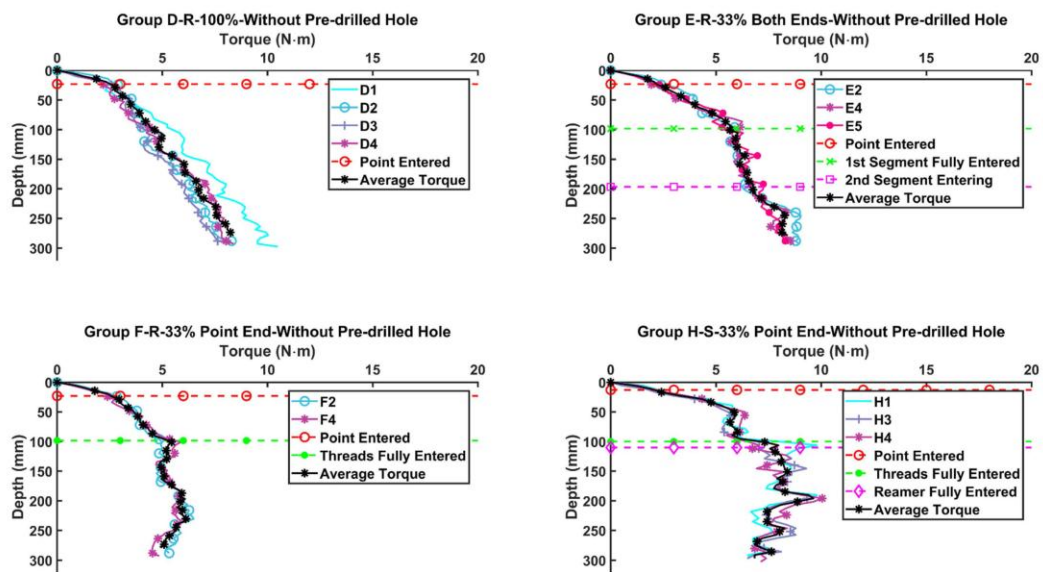 Group D-R-100%-Without Pre-drilled Hole
Torque (N·m)
0 5 10 15 20
0
50
100
150
200
250
300
Depth (mm)
D1
D2
D3
D4
Point Entered
Average Torque
Group E-R-33% Both Ends-Without Pre-drilled Hole
Torque (N·m)
0 5 10 15 20
0
50
100
150
200
250
300
Depth (mm)
E2
E4
E5
Point Entered
1st Segment Fully Entered
2nd Segment Entering
Average Torque
Group F-R-33% Point End-Without Pre-drilled Hole
Torque (N·m)
0 5 10 15 20
0
50
100
150
200
250
300
Depth (mm)
F2
F4
Point Entered
Threads Fully Entered
Average Torque
Group H-S-33% Point End-Without Pre-drilled Hole
Torque (N·m)
0 5 10 15 20
0
50
100
150
200
250
300
Depth (mm)
H1
H3
H4
Point Entered
Threads Fully Entered
Reamer Fully Entered
Average Torque